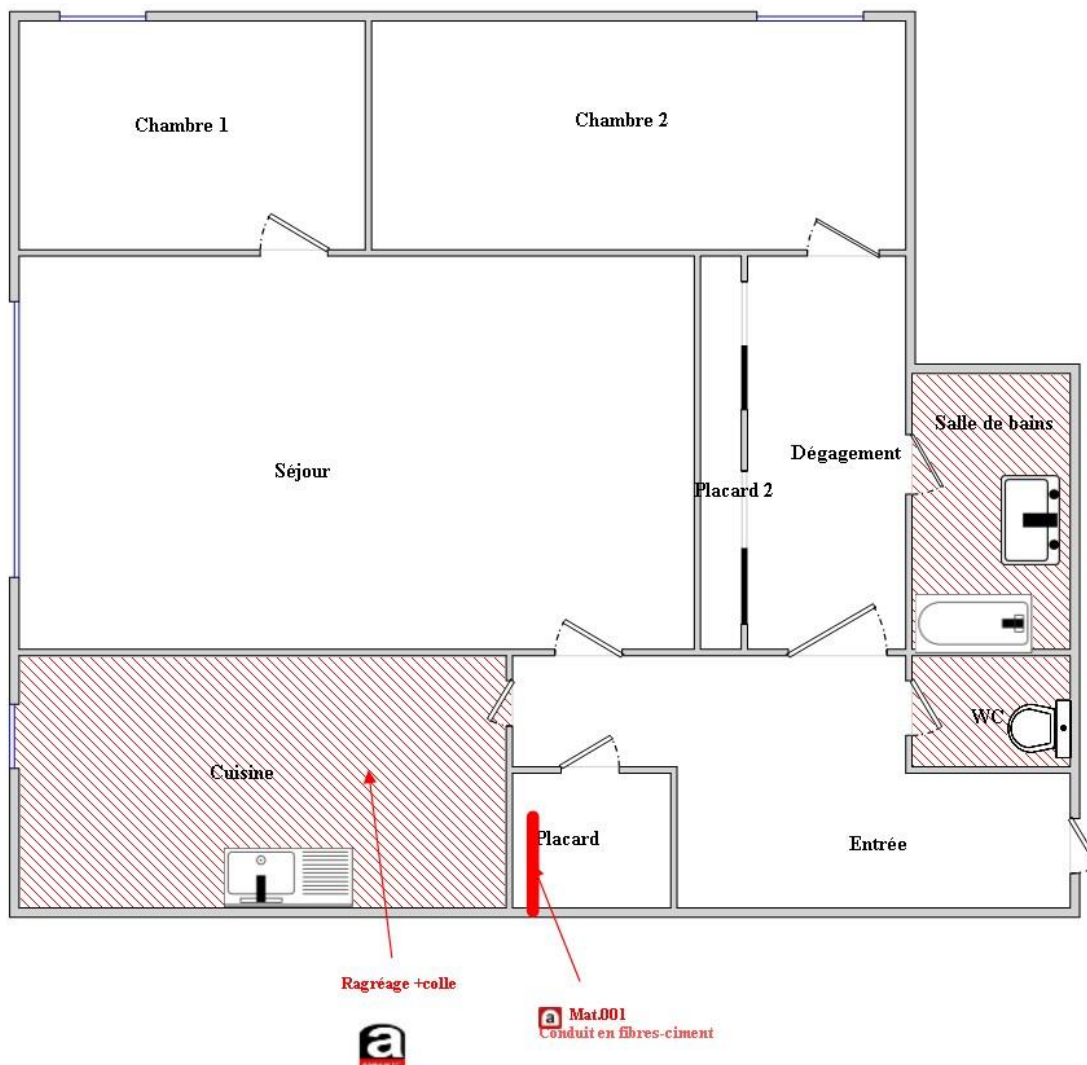 Chambre 1
Chambre 2
Salle de bains
Dégagement
Séjour
Placard 2
WC
Cuisine
Placard
Entrée
Ragréage +colle
a Mat.001
Conduit en fibres-ciment
a